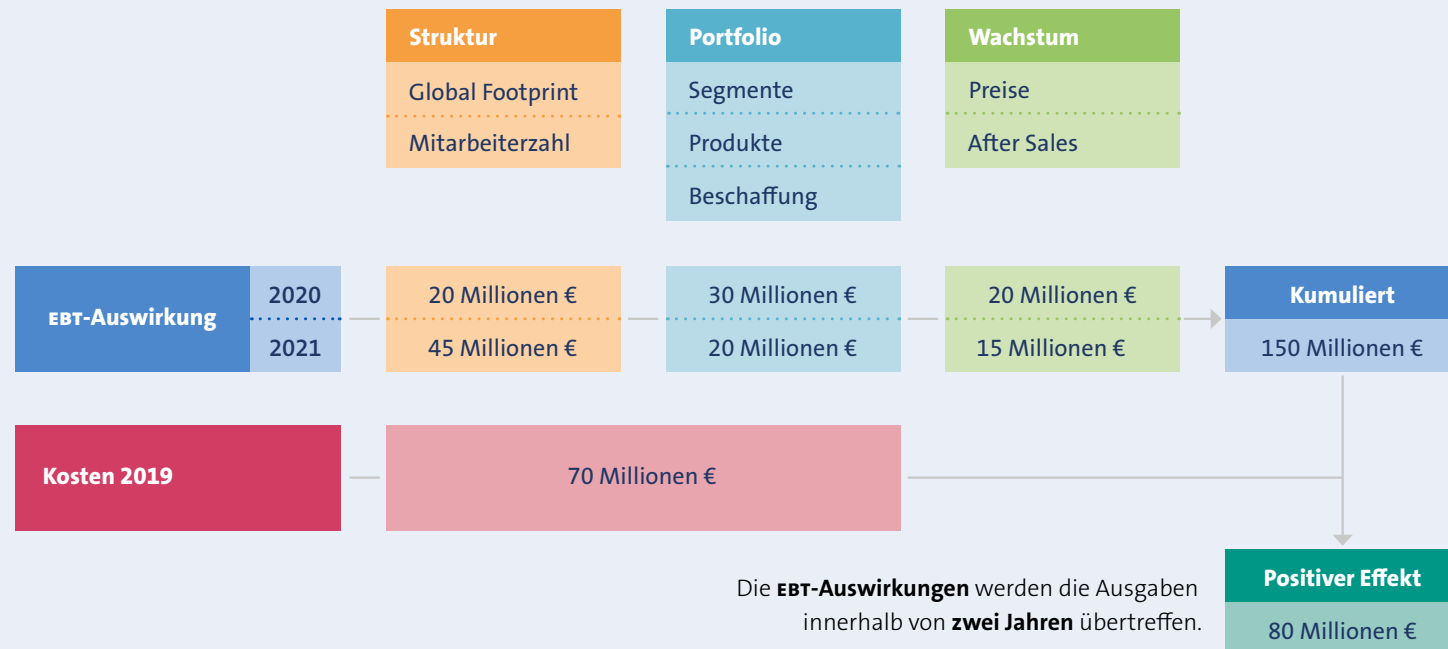 Struktur
Global Footprint
Mitarbeiterzahl
Portfolio
Segmente
Produkte
Beschaffung
Wachstum
Preise
After Sales
EBT-Auswirkung
2020
2021
20 Millionen €
45 Millionen €
30 Millionen €
20 Millionen €
20 Millionen €
15 Millionen €
Kumuliert
150 Millionen €
Kosten 2019
70 Millionen €
Die EBT-Auswirkungen werden die Ausgaben
innerhalb von zwei Jahren übertreffen.
Positiver Effekt
80 Millionen €